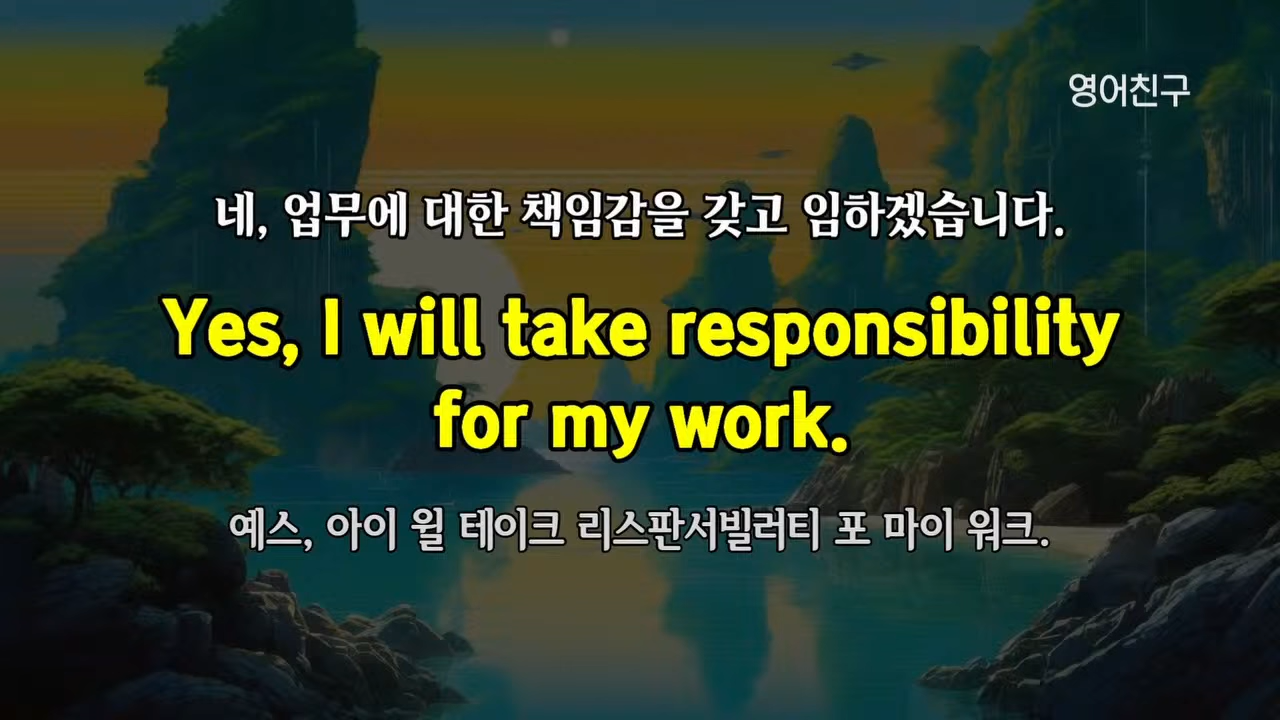 영어친구
네, 업무에 대한 책임감을 갖고 임하겠습니다.
Yes, I will take responsibility
for my work.
예스, 아이 윌 테이크 리스판서빌러티 포 마이 워크.